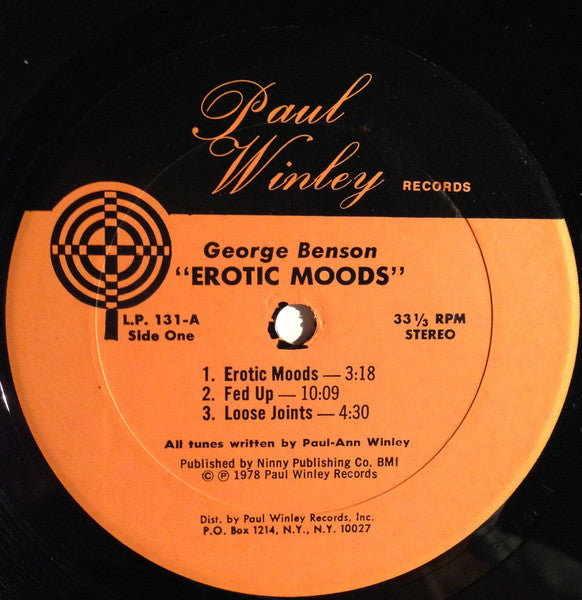 Paul
Winley RECORDS
George Benson
"EROTIC MOODS"
L.P. 131-A
Side One
33 1/3 RPM
STEREO
1. Erotic Moods — 3:18
2. Fed Up — 10:09
3. Loose Joints — 4:30
All tunes written by Paul-Ann Winley
Published by Ninny Publishing Co. BMI
© ℗ 1978 Paul Winley Records
Dist. by Paul Winley Records, Inc.
P.O. Box 1214, N.Y., N.Y. 10027